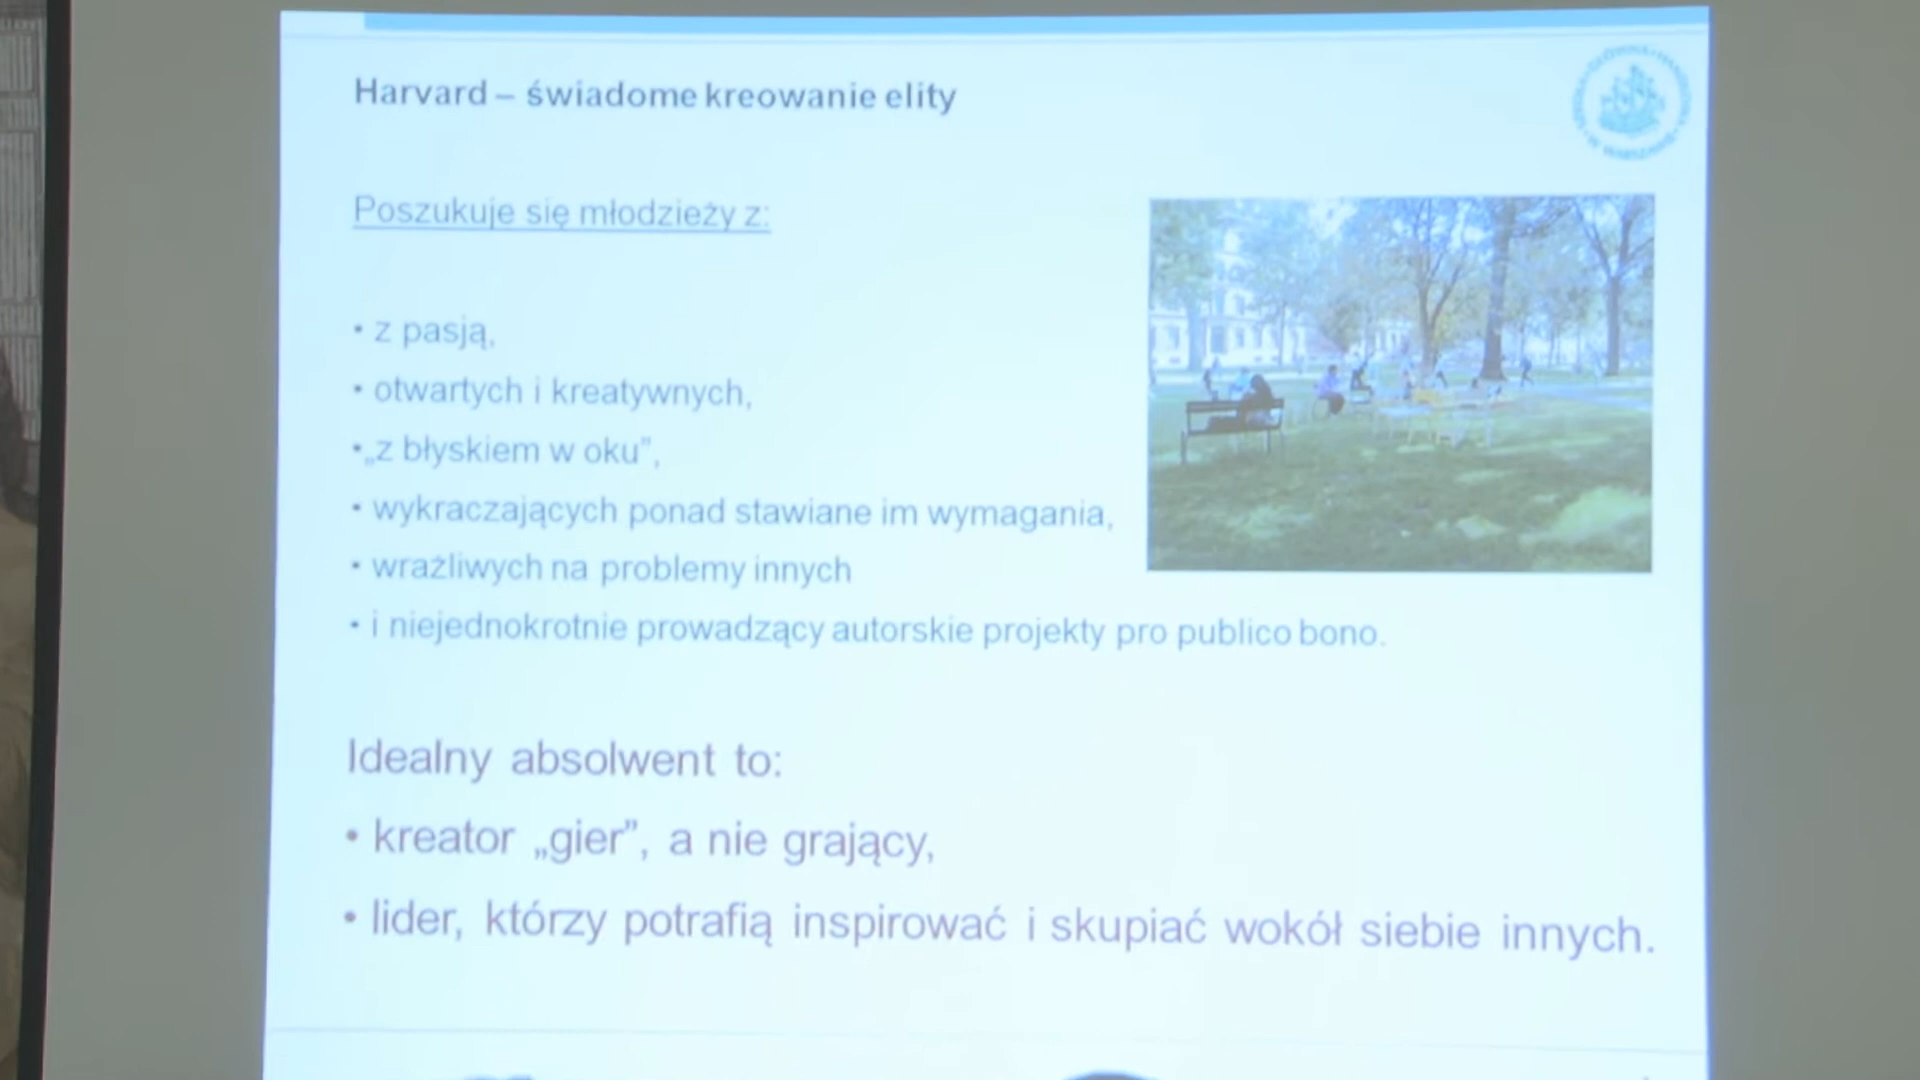 Harvard – świadome kreowanie elity
Poszukuje się młodzieży z:
• z pasją,
• otwartych i kreatywnych,
• „z błyskiem w oku”,
• wykraczających ponad stawiane im wymagania,
• wrażliwych na problemy innych
• i niejednokrotnie prowadzący autorskie projekty pro publico bono.
Idealny absolwent to:
• kreator „gier”, a nie grający,
• lider, którzy potrafią inspirować i skupiać wokół siebie innych.